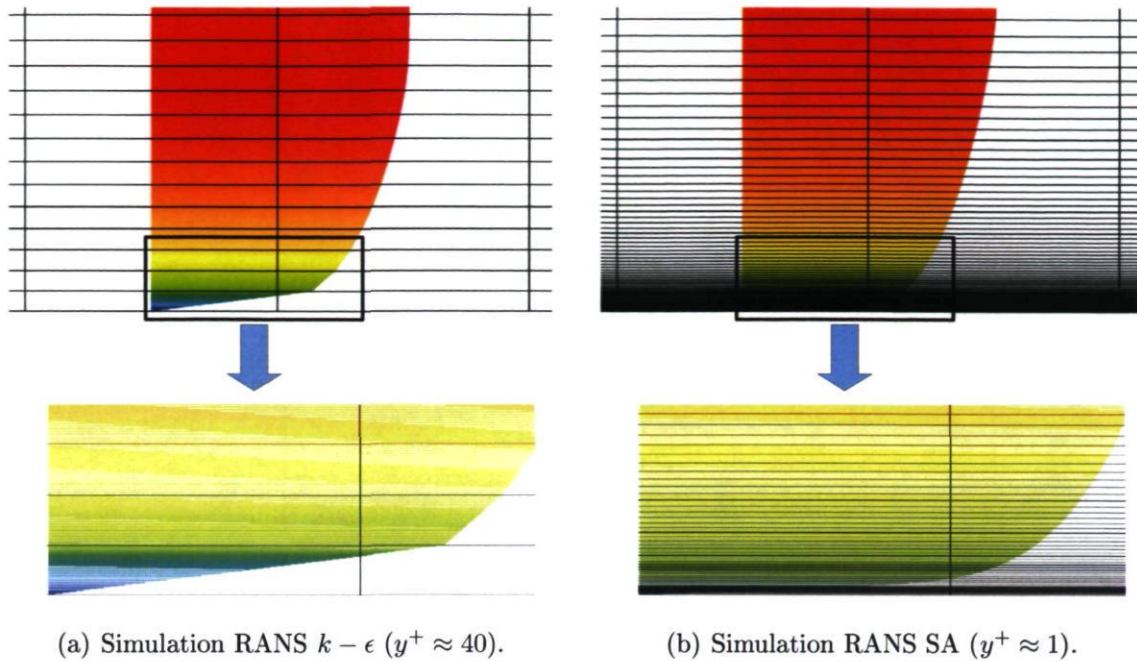 (a) Simulation RANS k − ϵ (y⁺ ≈ 40).
(b) Simulation RANS SA (y⁺ ≈ 1).